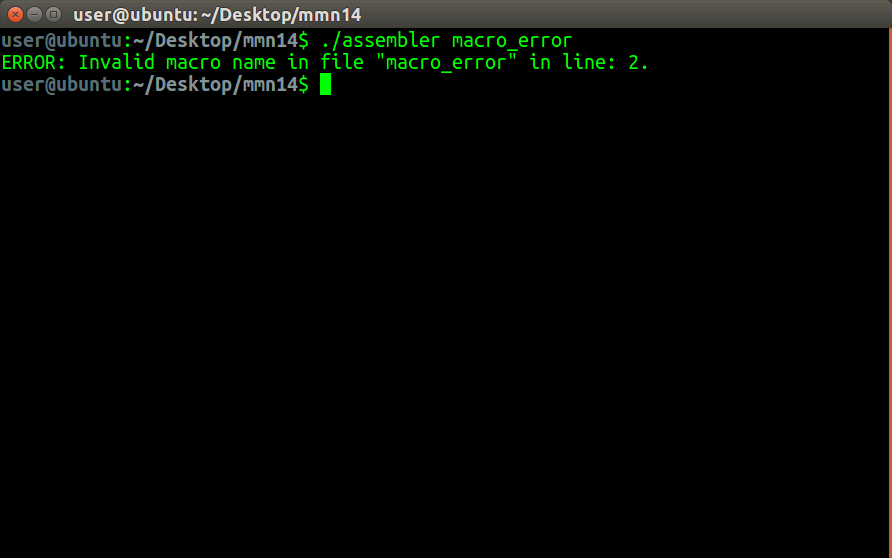 user@ubuntu: ~/Desktop/mmn14
user@ubuntu:~/Desktop/mmn14$ ./assembler macro_error
ERROR: Invalid macro name in file "macro_error" in line: 2.
user@ubuntu:~/Desktop/mmn14$